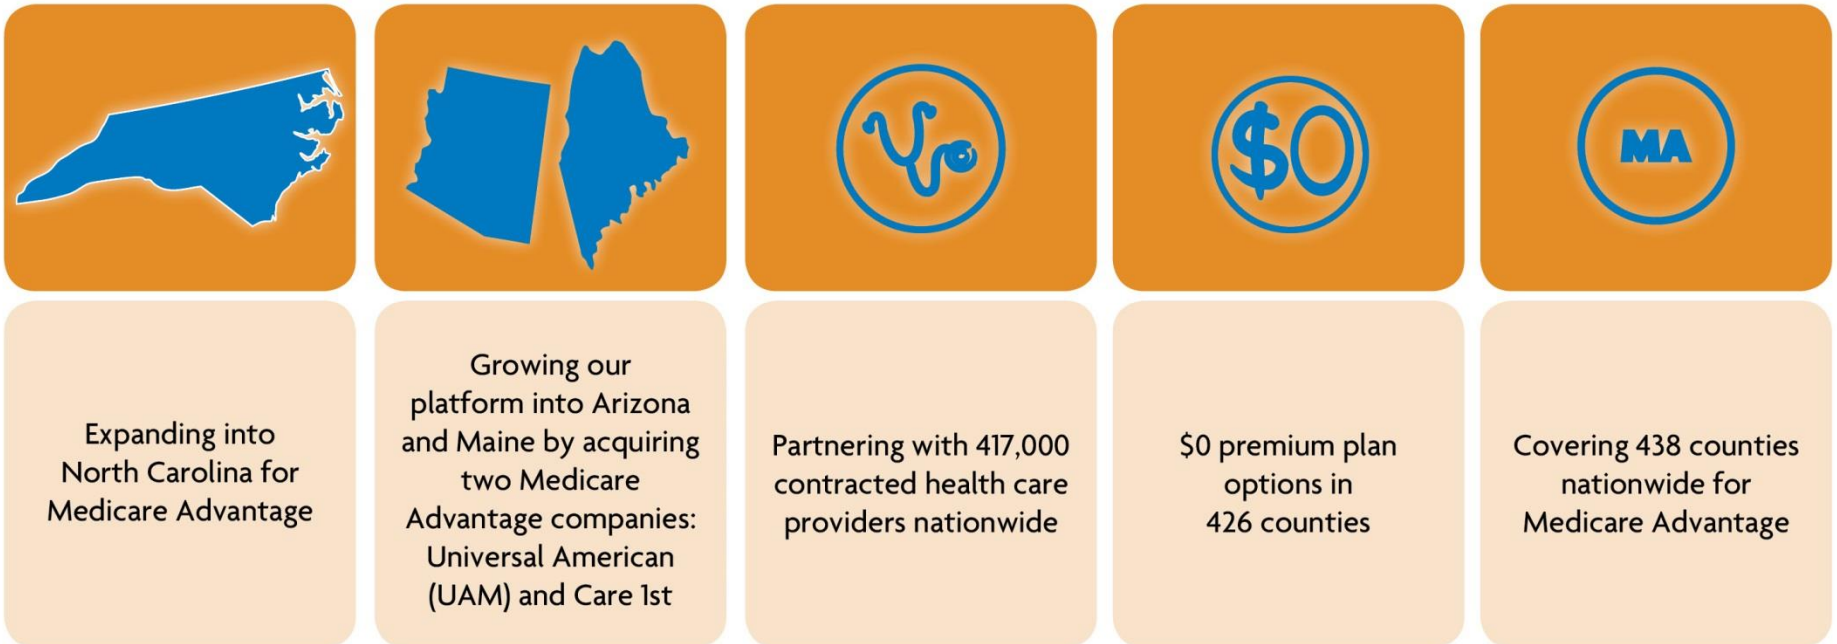 $0
MA
Expanding into
North Carolina for
Medicare Advantage
Growing our
platform into Arizona
and Maine by acquiring
two Medicare
Advantage companies:
Universal American
(UAM) and Care 1st
Partnering with 417,000
contracted health care
providers nationwide
$0 premium plan
options in
426 counties
Covering 438 counties
nationwide for
Medicare Advantage